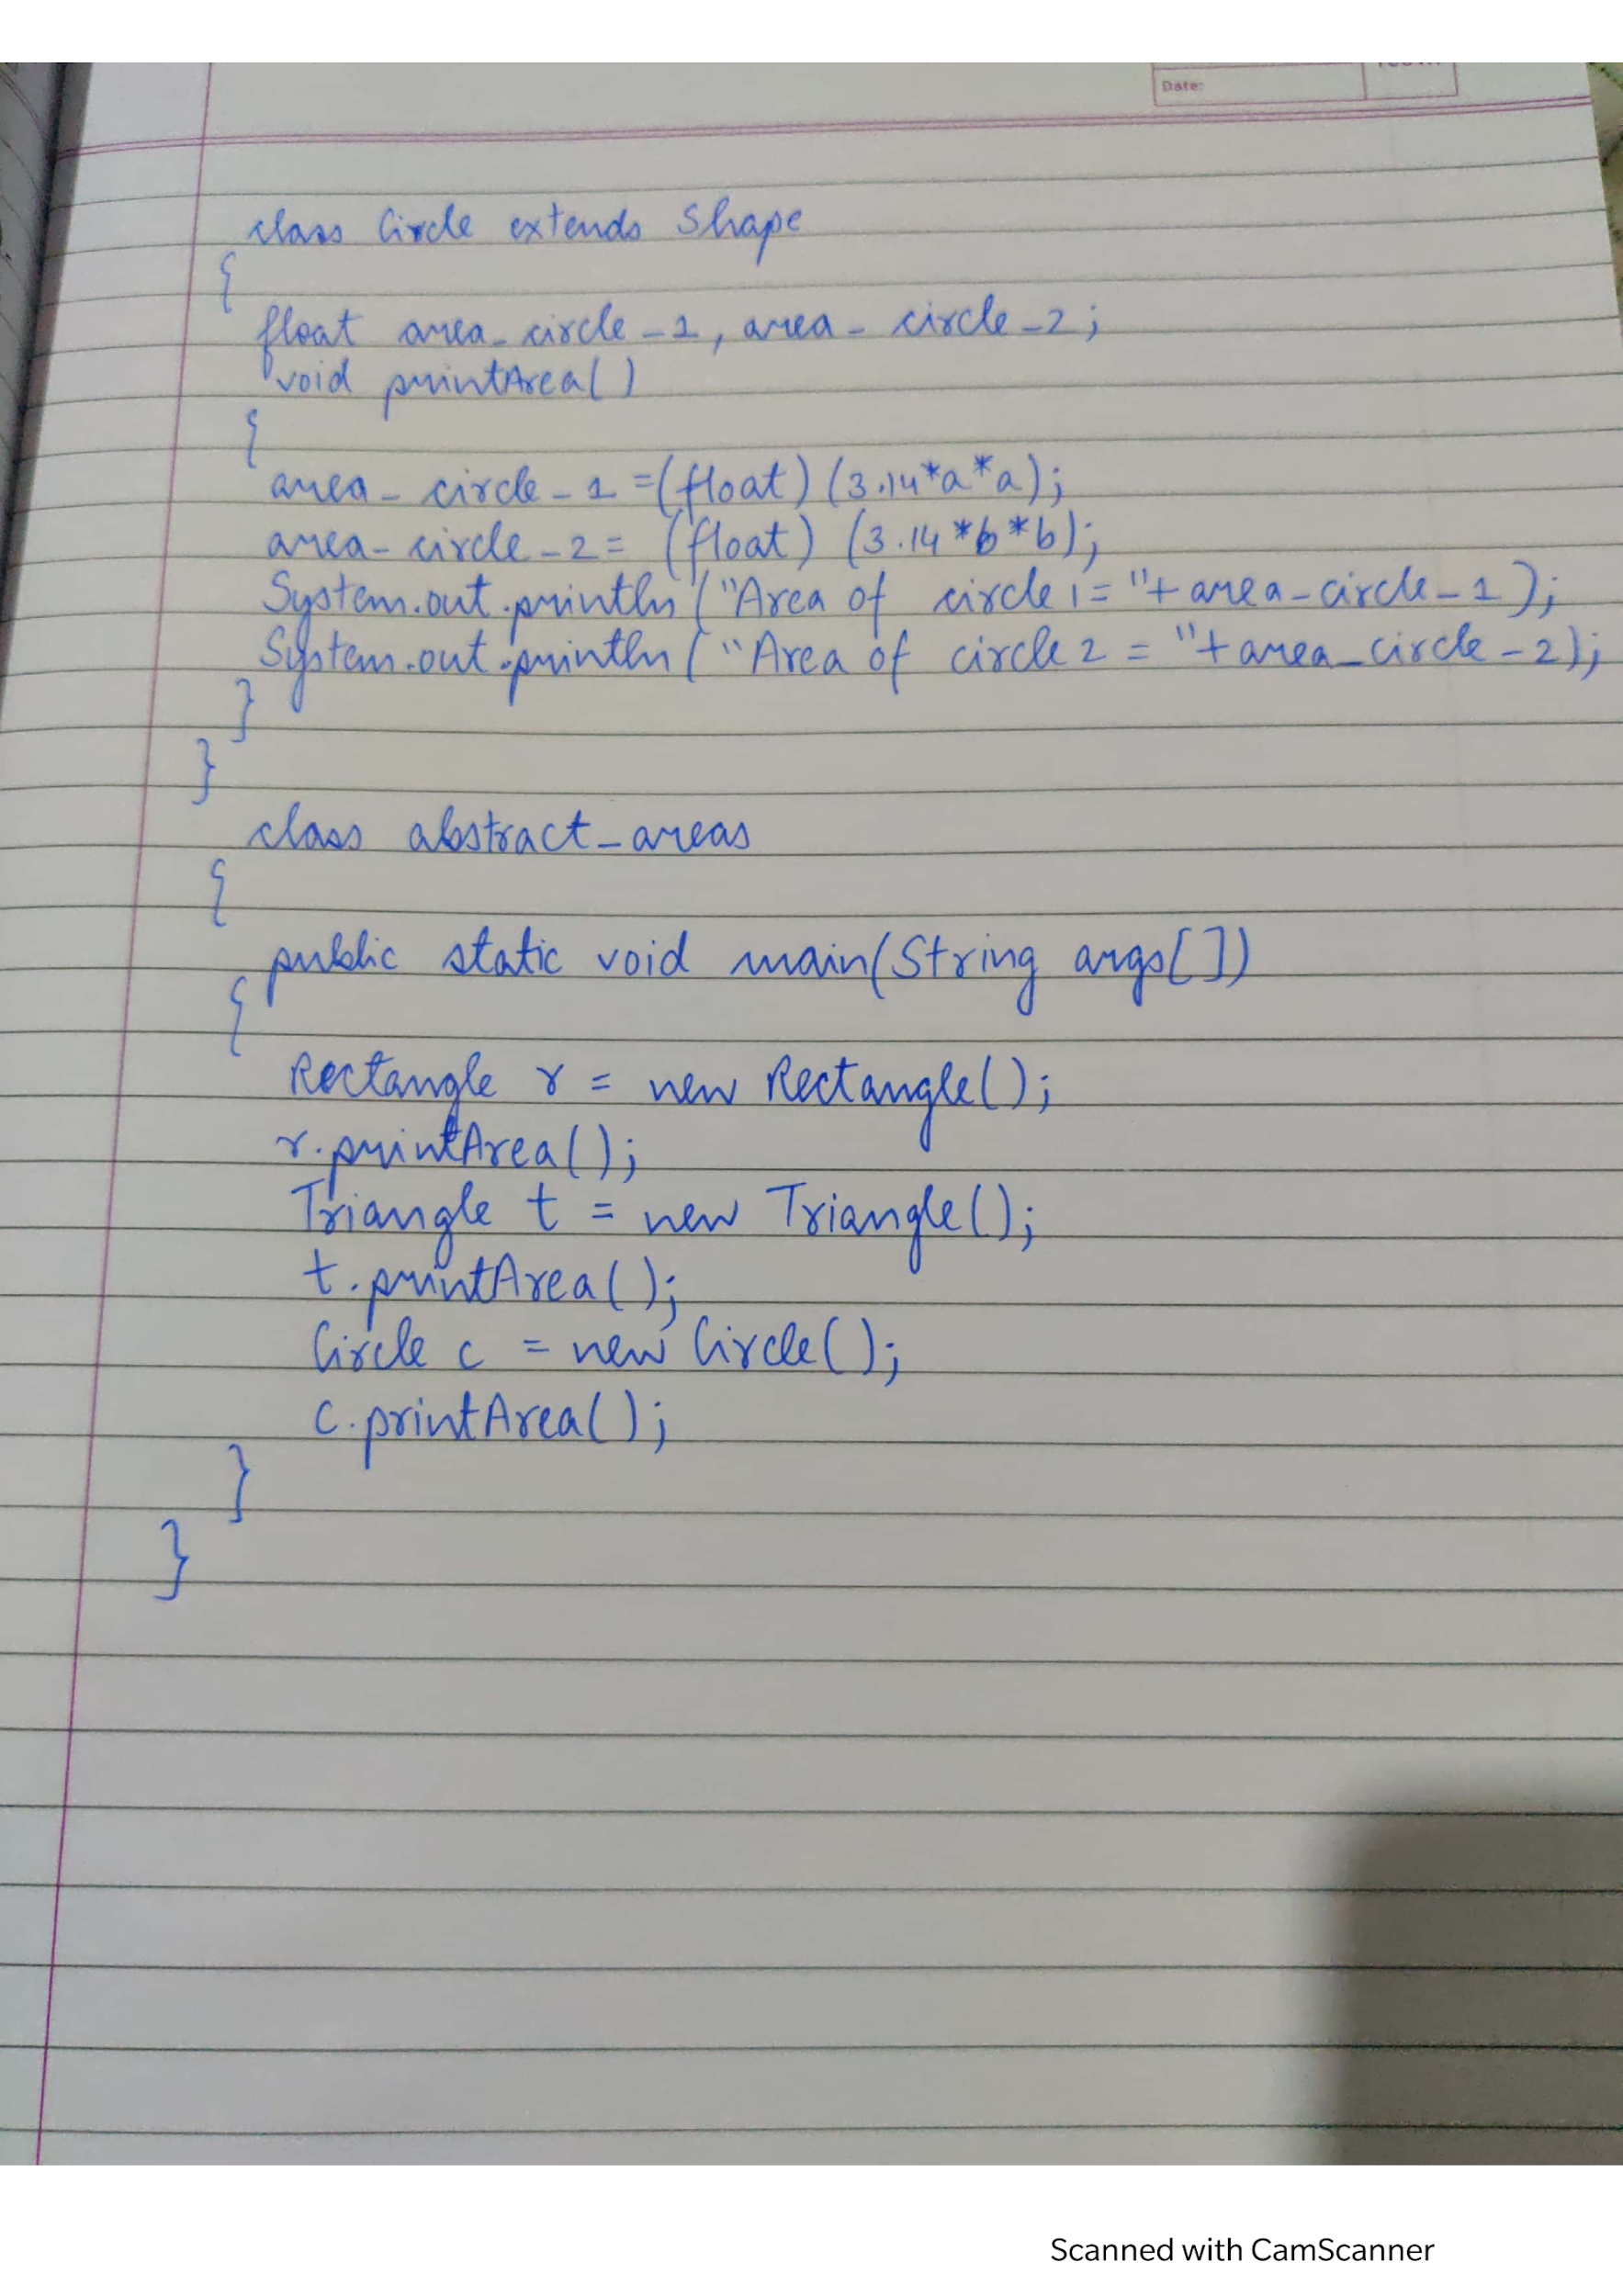 Date:
class Circle extends Shape
{
float area_circle_1, area_circle_2;
void printArea()
{
area_circle_1 =(float) (3.14*a*a);
area_circle_2 = (float) (3.14*b*b);
System.out.println("Area of circle 1= "+ area_circle_1);
System.out.println("Area of circle 2 = "+ area_circle_2);
}
}
class abstract_areas
{
public static void main(String args[])
{
Rectangle r = new Rectangle();
r.printArea();
Triangle t = new Triangle();
t.printArea();
Circle c = new Circle();
c.printArea();
}
}
Scanned with CamScanner